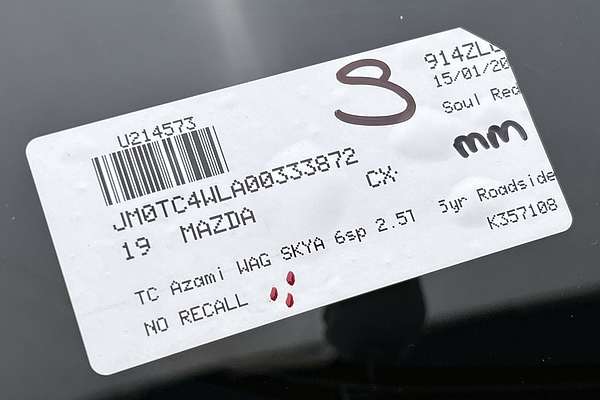 U214573
914ZL
15/01/20
Soul Red
JM0TC4WLA00333872
19 MAZDA CX-
mm
TC Azami WAG SKYA 6sp 2.5T 5yr Roadside
NO RECALL K357108